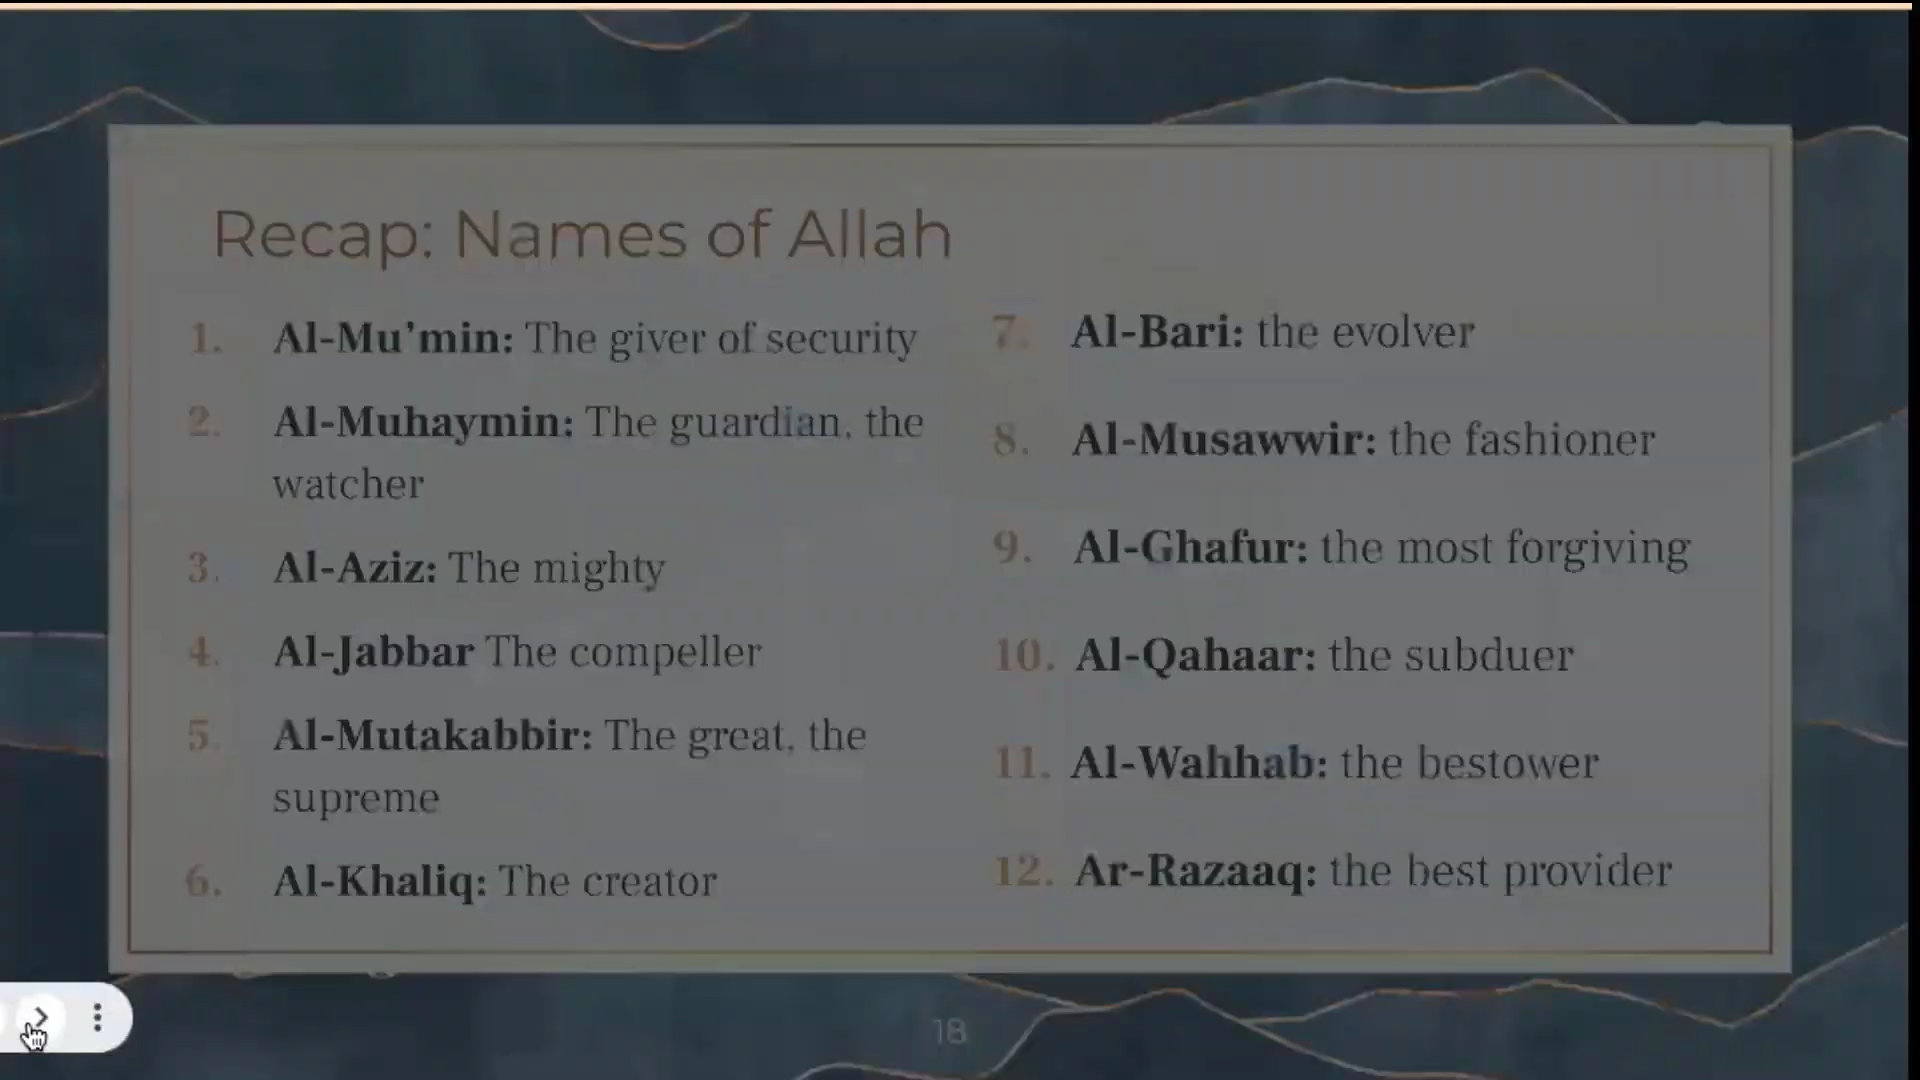 Recap: Names of Allah
1. Al-Mu’min: The giver of security
2. Al-Muhaymin: The guardian, the
watcher
3. Al-Aziz: The mighty
4. Al-Jabbar The compeller
5. Al-Mutakabbir: The great, the
supreme
6. Al-Khaliq: The creator
7. Al-Bari: the evolver
8. Al-Musawwir: the fashioner
9. Al-Ghafur: the most forgiving
10. Al-Qahaar: the subduer
11. Al-Wahhab: the bestower
12. Ar-Razaaq: the best provider
18